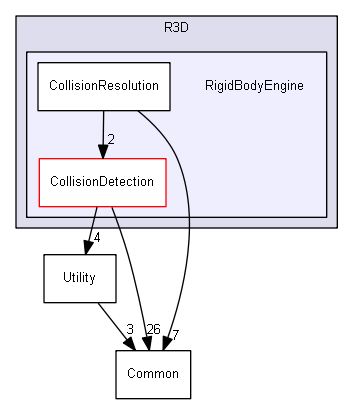 R3D
CollisionResolution
RigidBodyEngine
2
CollisionDetection
4
Utility
3
26
7
Common